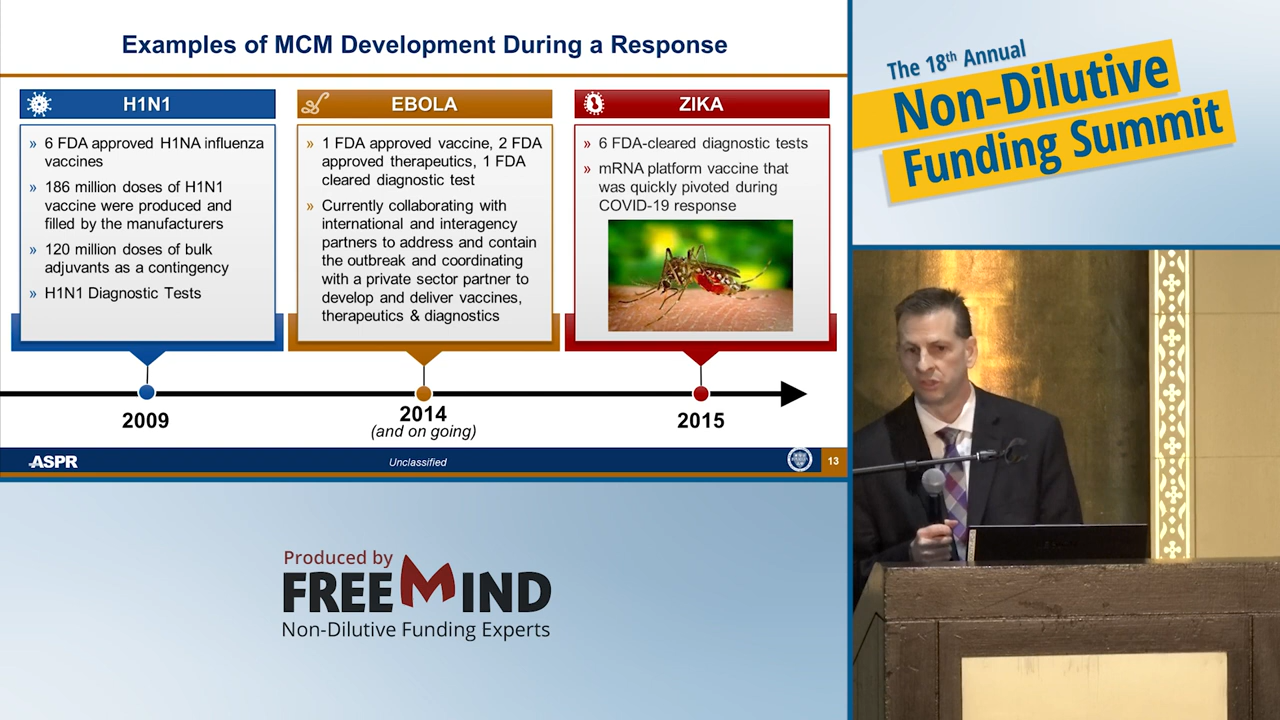 Examples of MCM Development During a Response
H1N1
» 6 FDA approved H1NA influenza
vaccines
» 186 million doses of H1N1
vaccine were produced and
filled by the manufacturers
» 120 million doses of bulk
adjuvants as a contingency
» H1N1 Diagnostic Tests
EBOLA
» 1 FDA approved vaccine, 2 FDA
approved therapeutics, 1 FDA
cleared diagnostic test
» Currently collaborating with
international and interagency
partners to address and contain
the outbreak and coordinating
with a private sector partner to
develop and deliver vaccines,
therapeutics & diagnostics
ZIKA
» 6 FDA-cleared diagnostic tests
» mRNA platform vaccine that
was quickly pivoted during
COVID-19 response
2009
2014
(and on going)
2015
ASPR
Unclassified
13
The 18th Annual
Non-Dilutive
Funding Summit
Produced by
FREEMIND
Non-Dilutive Funding Experts